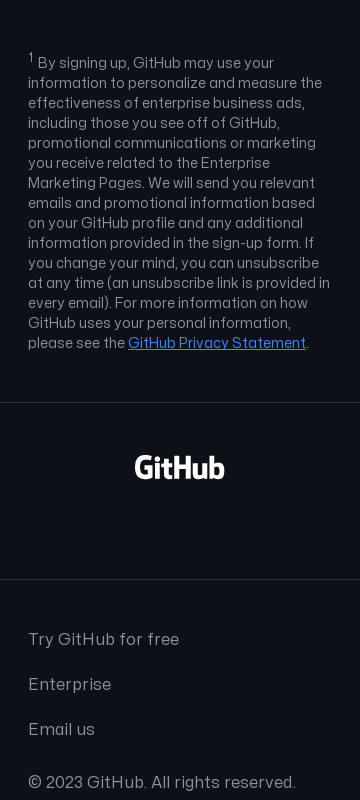 1 By signing up, GitHub may use your
information to personalize and measure the
effectiveness of enterprise business ads,
including those you see off of GitHub,
promotional communications or marketing
you receive related to the Enterprise
Marketing Pages. We will send you relevant
emails and promotional information based
on your GitHub profile and any additional
information provided in the sign-up form. If
you change your mind, you can unsubscribe
at any time (an unsubscribe link is provided in
every email). For more information on how
GitHub uses your personal information,
please see the GitHub Privacy Statement.
GitHub
Try GitHub for free
Enterprise
Email us
© 2023 GitHub. All rights reserved.